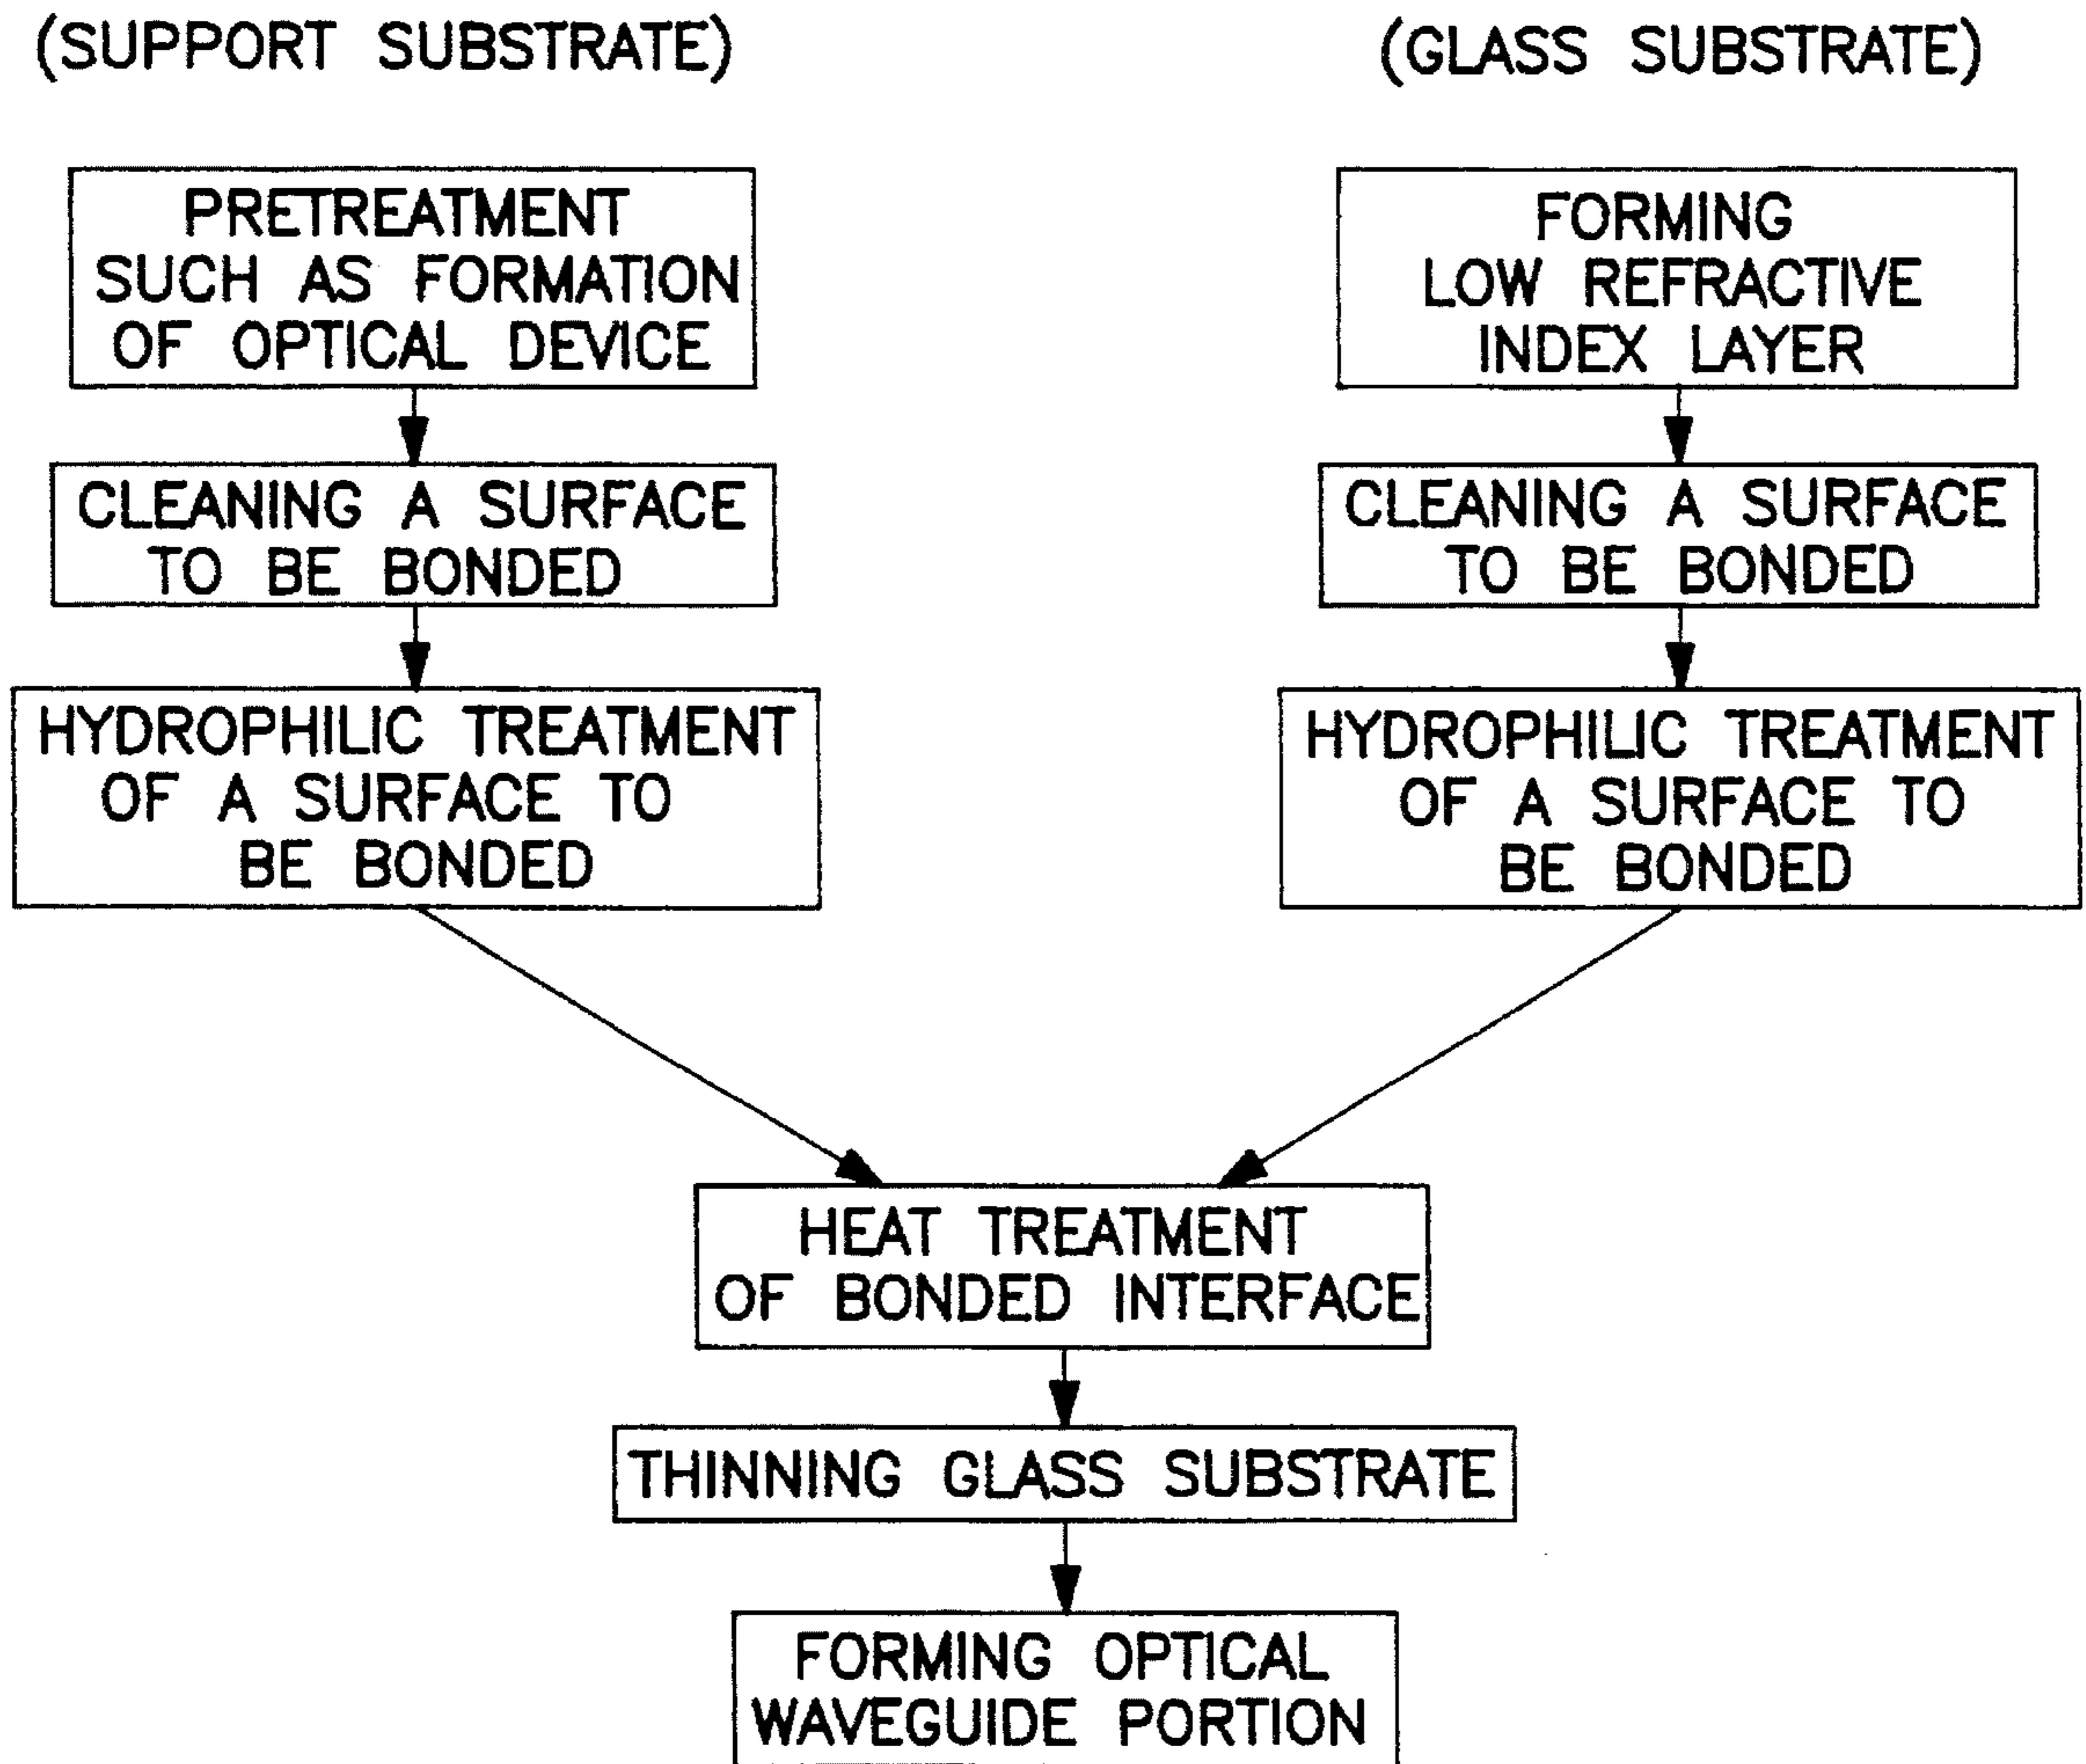 (SUPPORT SUBSTRATE)
(GLASS SUBSTRATE)
PRETREATMENT
SUCH AS FORMATION
OF OPTICAL DEVICE
FORMING
LOW REFRACTIVE
INDEX LAYER
CLEANING A SURFACE
TO BE BONDED
CLEANING A SURFACE
TO BE BONDED
HYDROPHILIC TREATMENT
OF A SURFACE TO
BE BONDED
HYDROPHILIC TREATMENT
OF A SURFACE TO
BE BONDED
HEAT TREATMENT
OF BONDED INTERFACE
THINNING GLASS SUBSTRATE
FORMING OPTICAL
WAVEGUIDE PORTION